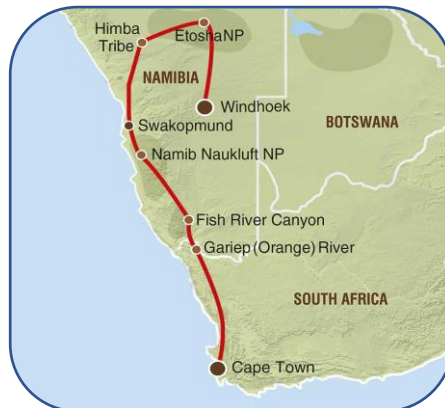 Himba
Tribe
EtoshaNP
NAMIBIA
Windhoek
Swakopmund
BOTSWANA
Namib Naukluft NP
Fish River Canyon
Gariep (Orange) River
SOUTH AFRICA
Cape Town